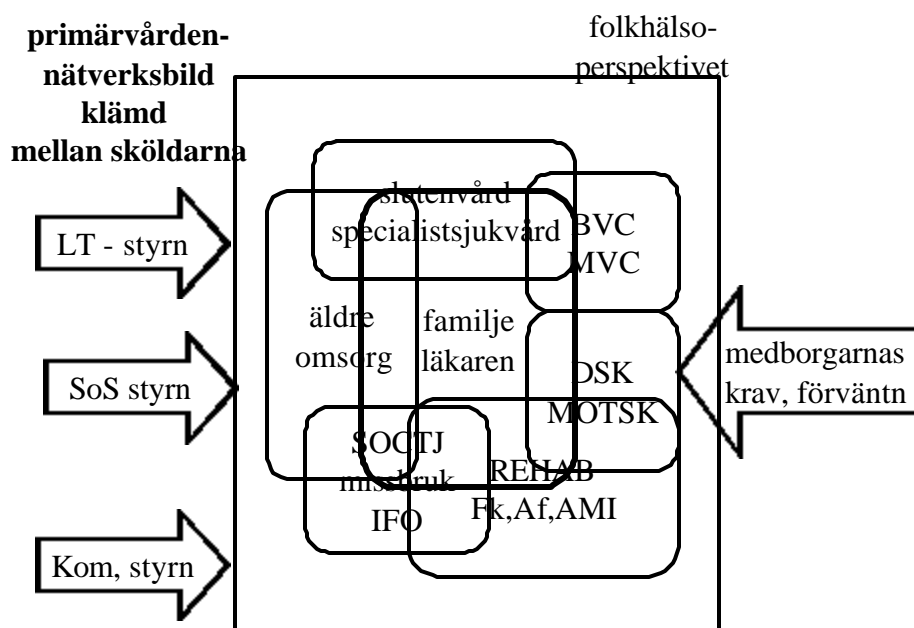 primärvården-
nätverksbild
klämd
mellan sköldarna
folkhälso-
perspektivet
LT - styrn
SoS styrn
Kom, styrn
slutenvård
specialistsjukvård
BVC
MVC
äldre
omsorg
familje
läkaren
DSK
MOTSK
SOCTJ
missbruk
IFO
REHAB
Fk,Af,AMI
medborgarnas
krav, förväntn